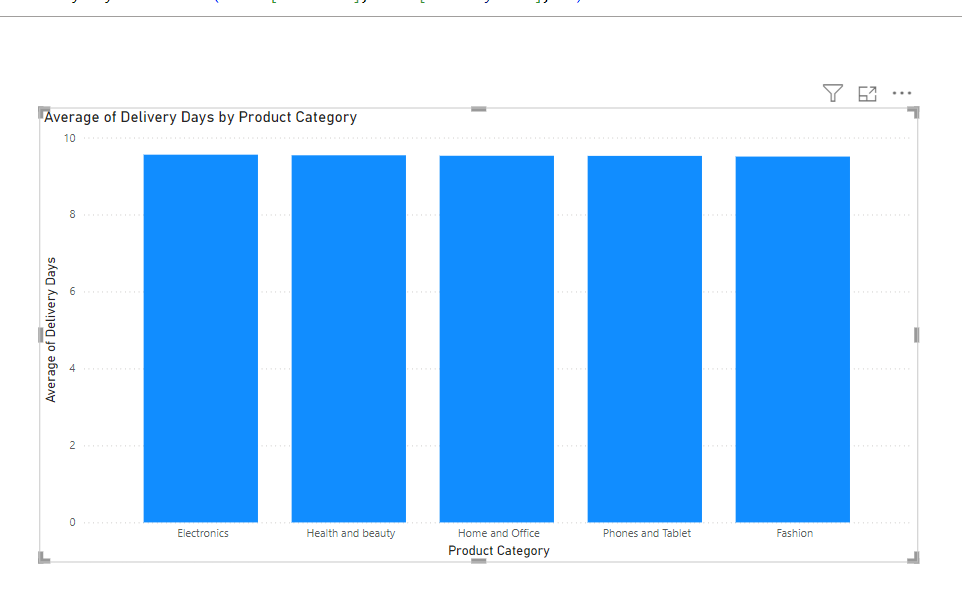 Average of Delivery Days by Product Category
10
8
6
4
2
0
Average of Delivery Days
Electronics
Health and beauty
Home and Office
Phones and Tablet
Fashion
Product Category